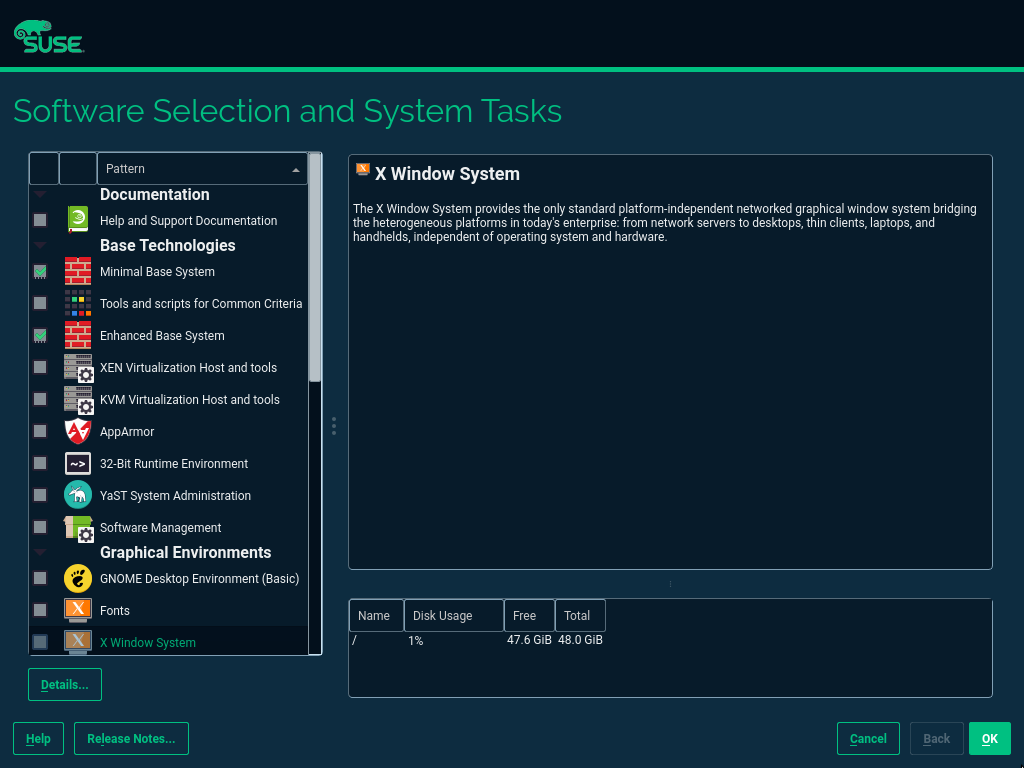 SUSE
Software Selection and System Tasks
Pattern
Documentation
Help and Support Documentation
Base Technologies
Minimal Base System
Tools and scripts for Common Criteria
Enhanced Base System
XEN Virtualization Host and tools
KVM Virtualization Host and tools
AppArmor
~>
32-Bit Runtime Environment
YaST System Administration
Software Management
Graphical Environments
GNOME Desktop Environment (Basic)
X
Fonts
X
X Window System
Details...
X
X Window System
The X Window System provides the only standard platform-independent networked graphical window system bridging
the heterogeneous platforms in today's enterprise: from network servers to desktops, thin clients, laptops, and
handhelds, independent of operating system and hardware.
Name Disk Usage Free Total
/ 1% 47.6 GiB 48.0 GiB
Help Release Notes... Cancel Back OK